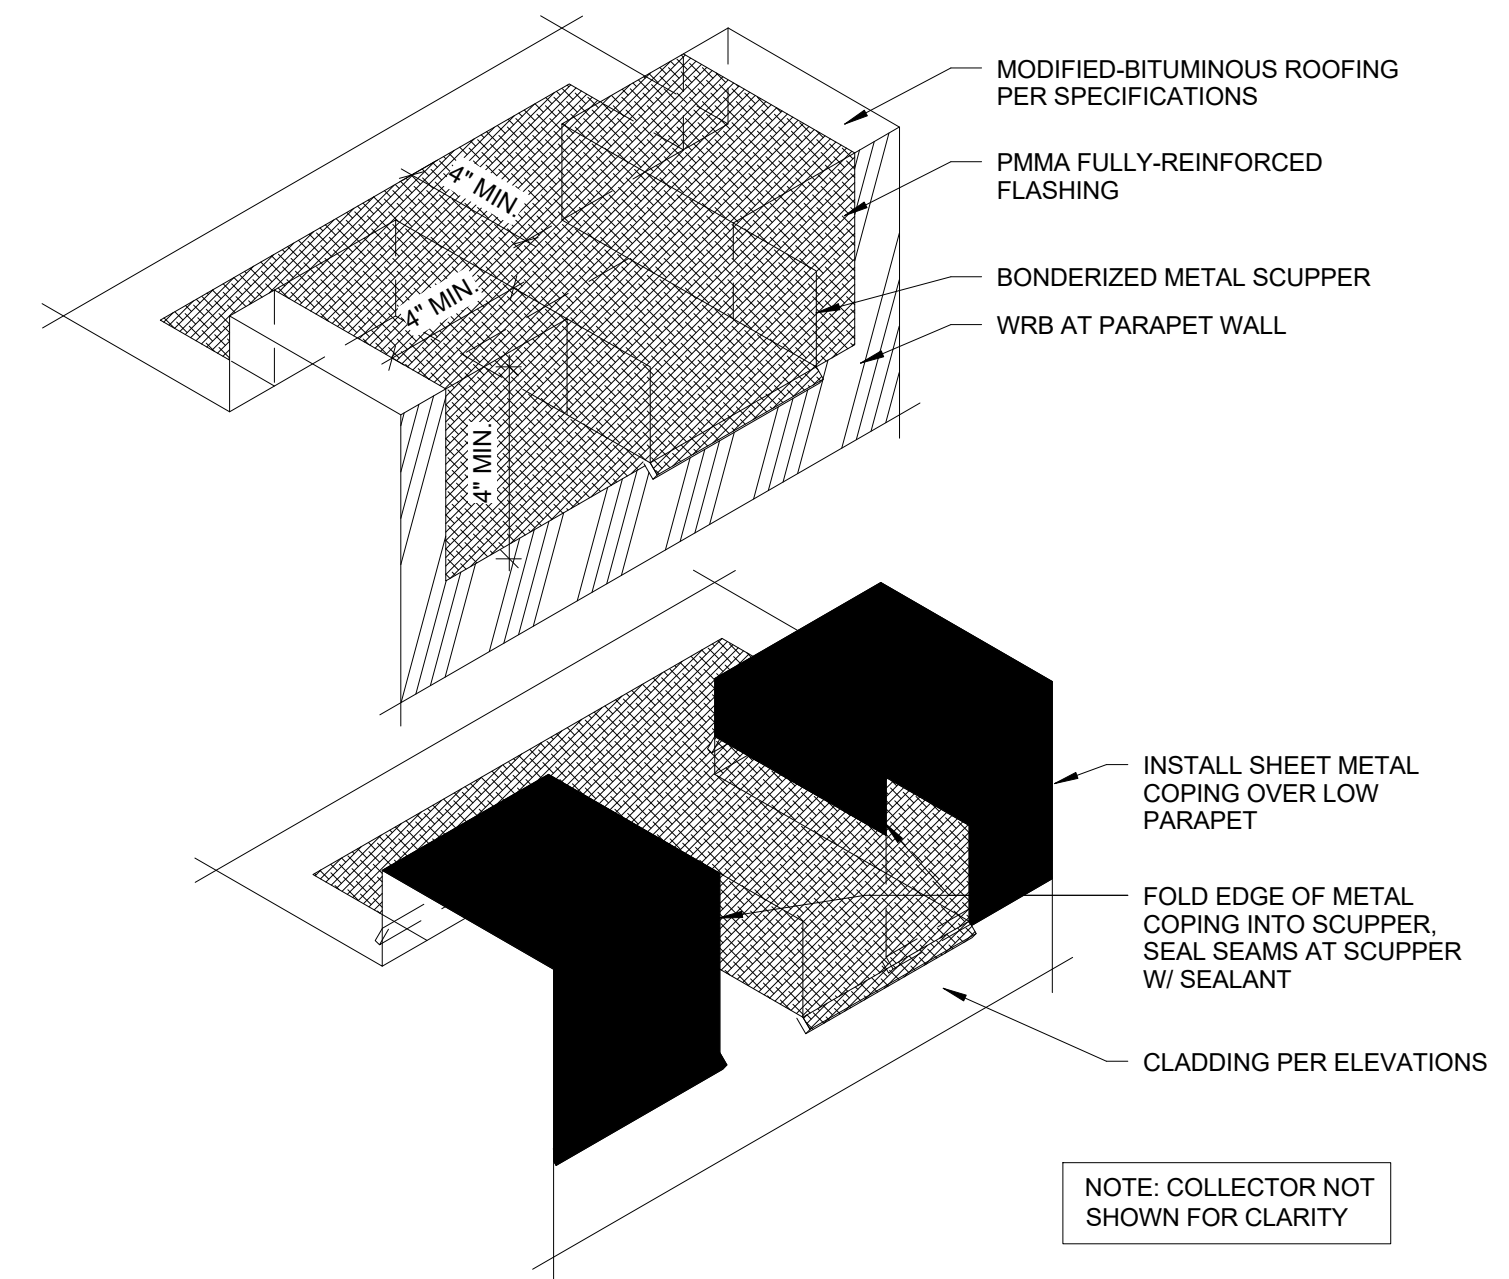 MODIFIED-BITUMINOUS ROOFING
PER SPECIFICATIONS
PMMA FULLY-REINFORCED
FLASHING
4" MIN.
BONDERIZED METAL SCUPPER
4" MIN.
WRB AT PARAPET WALL
4" MIN.
INSTALL SHEET METAL
COPING OVER LOW
PARAPET
FOLD EDGE OF METAL
COPING INTO SCUPPER,
SEAL SEAMS AT SCUPPER
W/ SEALANT
CLADDING PER ELEVATIONS
NOTE: COLLECTOR NOT
SHOWN FOR CLARITY